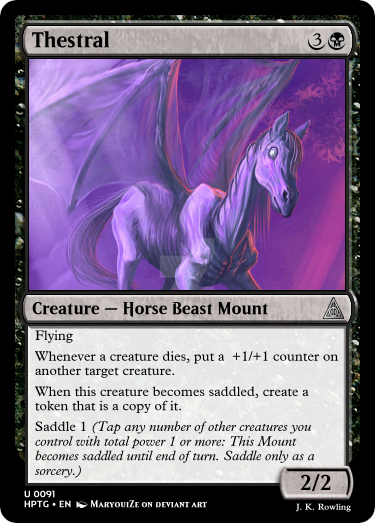 Thestral 3
Creature — Horse Beast Mount
Flying
Whenever a creature dies, put a +1/+1 counter on
another target creature.
When this creature becomes saddled, create a
token that is a copy of it.
Saddle 1 (Tap any number of other creatures you
control with total power 1 or more: This Mount
becomes saddled until end of turn. Saddle only as a
sorcery.)
2/2
U 0091
HPTG • EN MaryouiZe on deviant art
J. K. Rowling